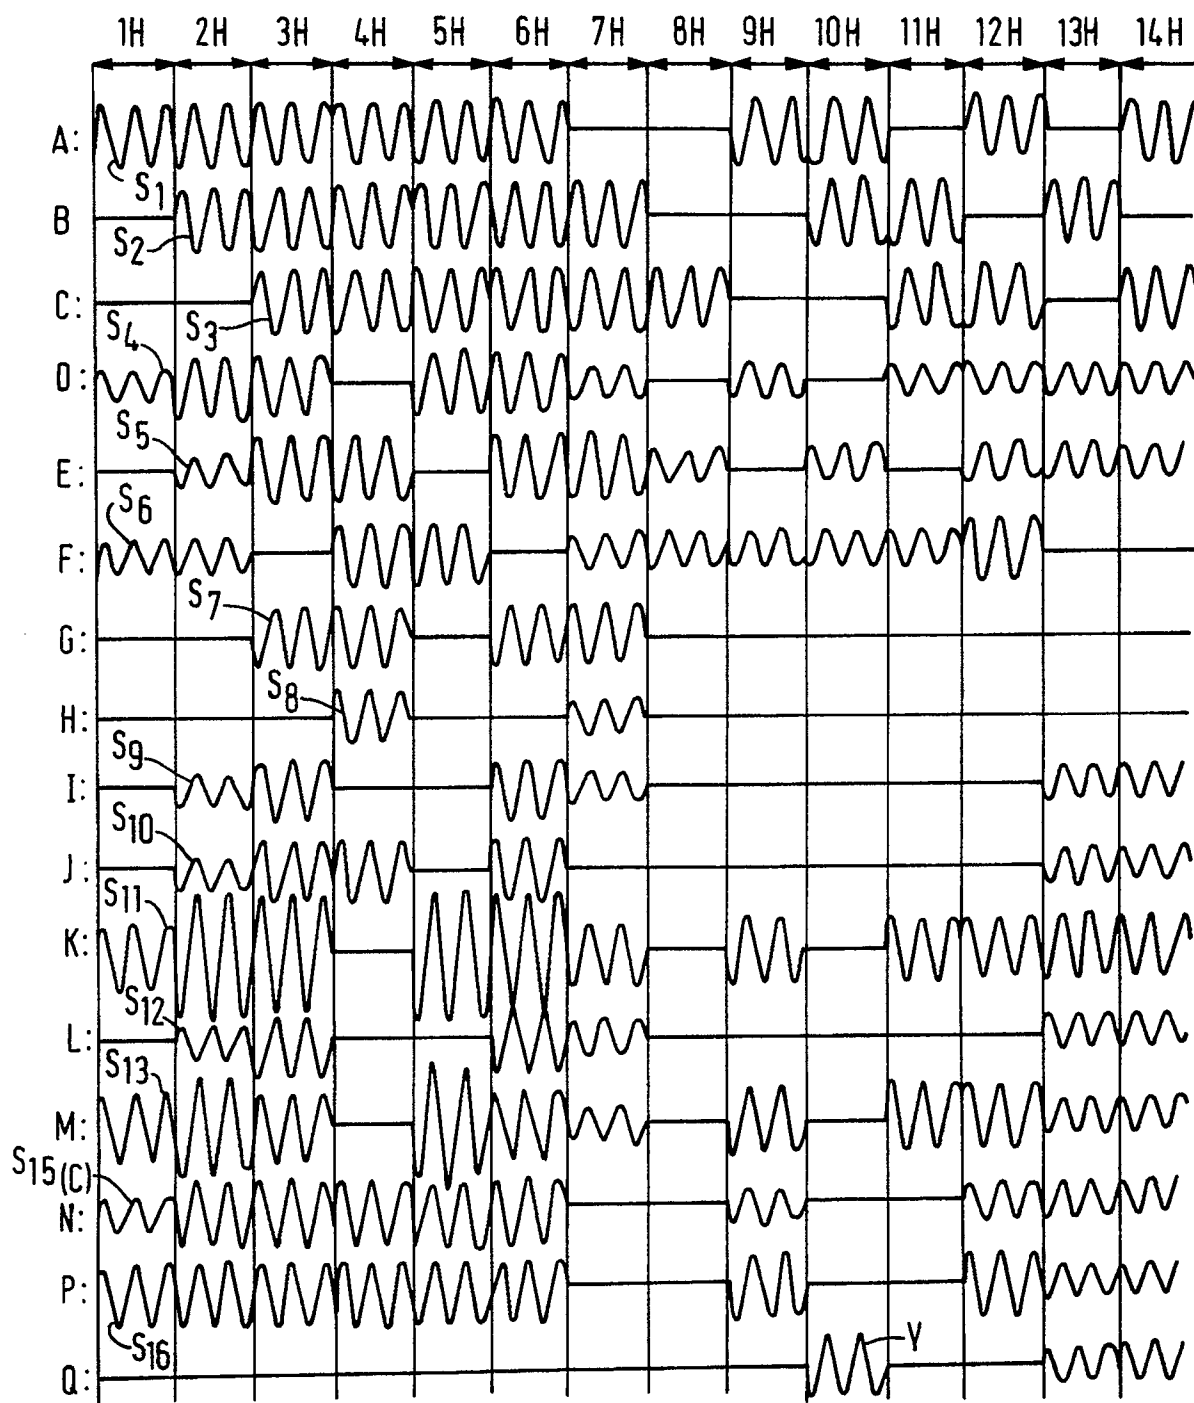 1H 2H 3H 4H 5H 6H 7H 8H 9H 10H 11H 12H 13H 14H
A:
S1
B
S2
C:
S3
S4
D:
S5
E:
S6
F:
S7
G:
S8
H:
S9
I:
S10
J:
S11
K:
S12
L:
S13
M:
S15(C)
N:
P:
S16
Y
Q: